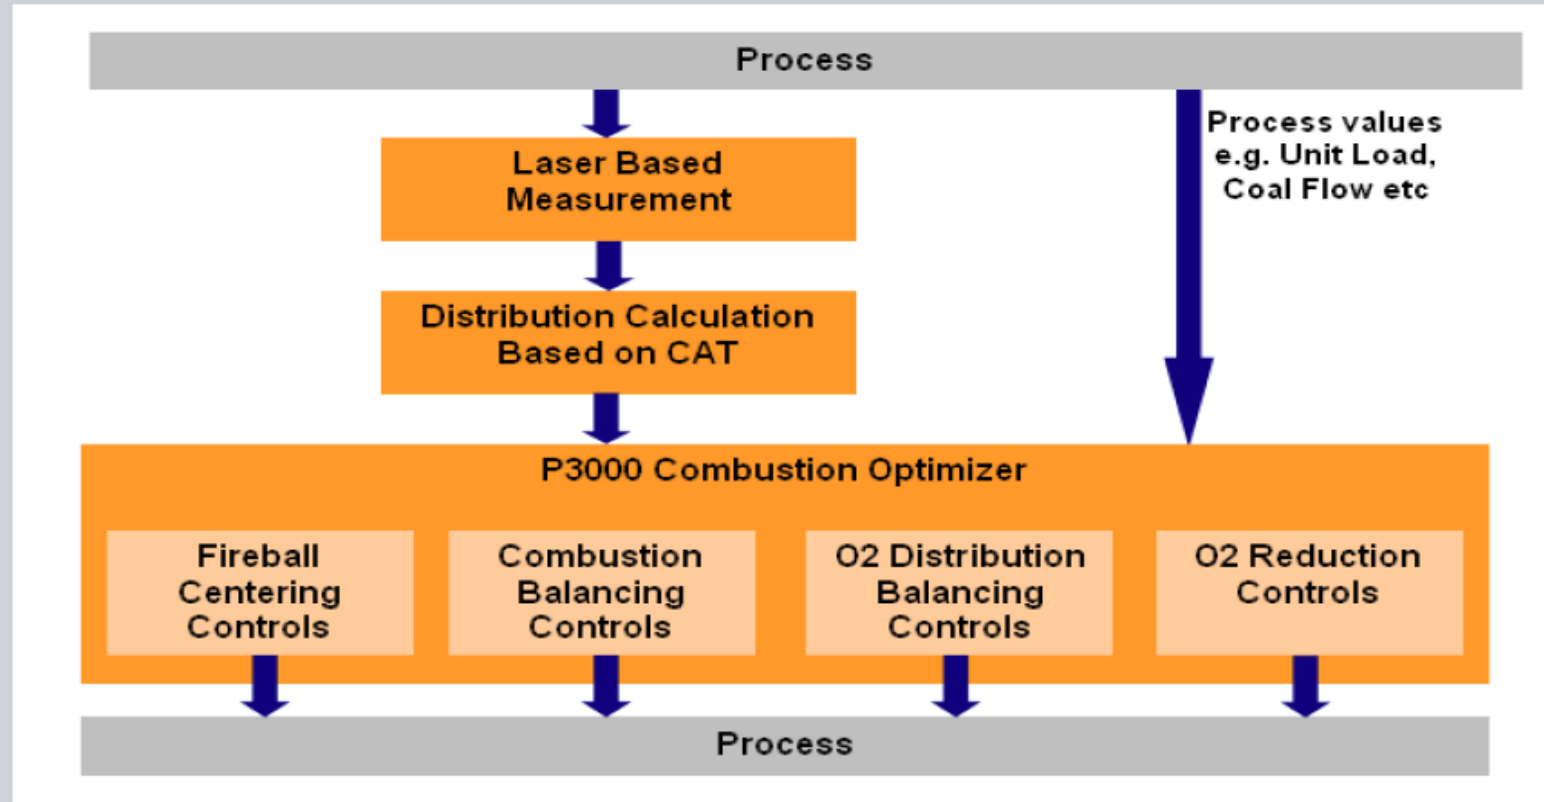 Process
Process values
e.g. Unit Load,
Coal Flow etc
Laser Based
Measurement
Distribution Calculation
Based on CAT
P3000 Combustion Optimizer
Fireball
Centering
Controls
Combustion
Balancing
Controls
O2 Distribution
Balancing
Controls
O2 Reduction
Controls
Process